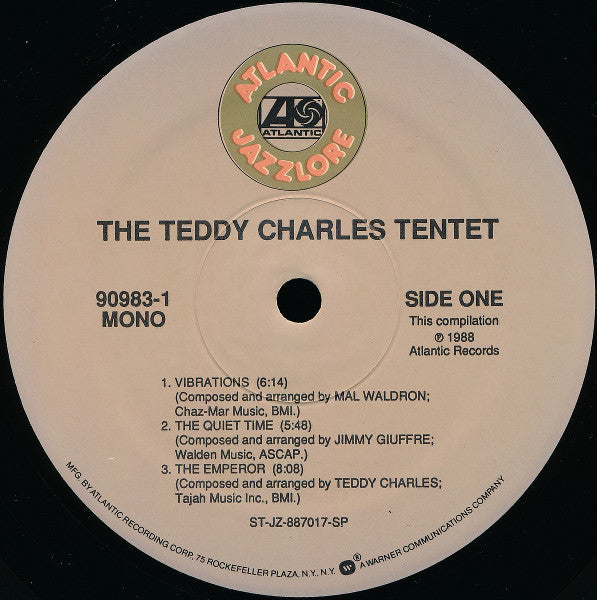 ATLANTIC
ATLANTIC
JAZZLORE
THE TEDDY CHARLES TENTET
90983-1
MONO
SIDE ONE
This compilation
℗ 1988
Atlantic Records
1. VIBRATIONS (6:14)
(Composed and arranged by MAL WALDRON;
Chaz-Mar Music, BMI.)
2. THE QUIET TIME (5:48)
(Composed and arranged by JIMMY GIUFFRE;
Walden Music, ASCAP.)
3. THE EMPEROR (8:08)
(Composed and arranged by TEDDY CHARLES;
Tajah Music Inc., BMI.)
ST-JZ-887017-SP
MFG. BY ATLANTIC RECORDING CORP., 75 ROCKEFELLER PLAZA, N.Y., N.Y. W ® A WARNER COMMUNICATIONS COMPANY